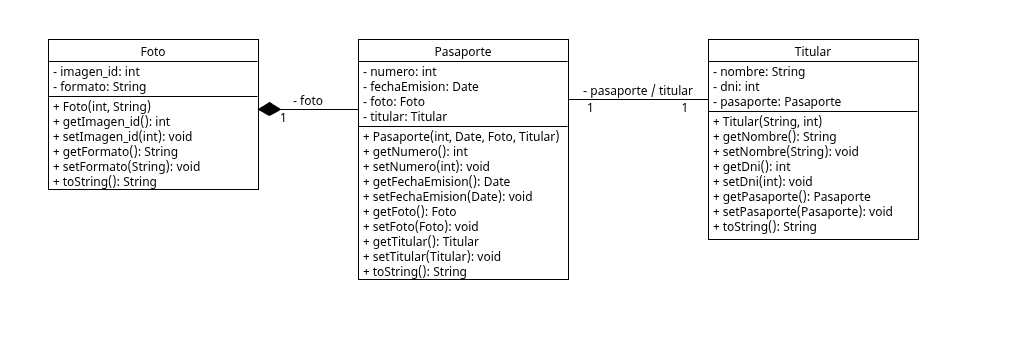 Foto
- imagen_id: int
- formato: String
+ Foto(int, String)
+ getImagen_id(): int
+ setImagen_id(int): void
+ getFormato(): String
+ setFormato(String): void
+ toString(): String
- foto
1
Pasaporte
- numero: int
- fechaEmision: Date
- foto: Foto
- titular: Titular
+ Pasaporte(int, Date, Foto, Titular)
+ getNumero(): int
+ setNumero(int): void
+ getFechaEmision(): Date
+ setFechaEmision(Date): void
+ getFoto(): Foto
+ setFoto(Foto): void
+ getTitular(): Titular
+ setTitular(Titular): void
+ toString(): String
- pasaporte / titular
1 1
Titular
- nombre: String
- dni: int
- pasaporte: Pasaporte
+ Titular(String, int)
+ getNombre(): String
+ setNombre(String): void
+ getDni(): int
+ setDni(int): void
+ getPasaporte(): Pasaporte
+ setPasaporte(Pasaporte): void
+ toString(): String